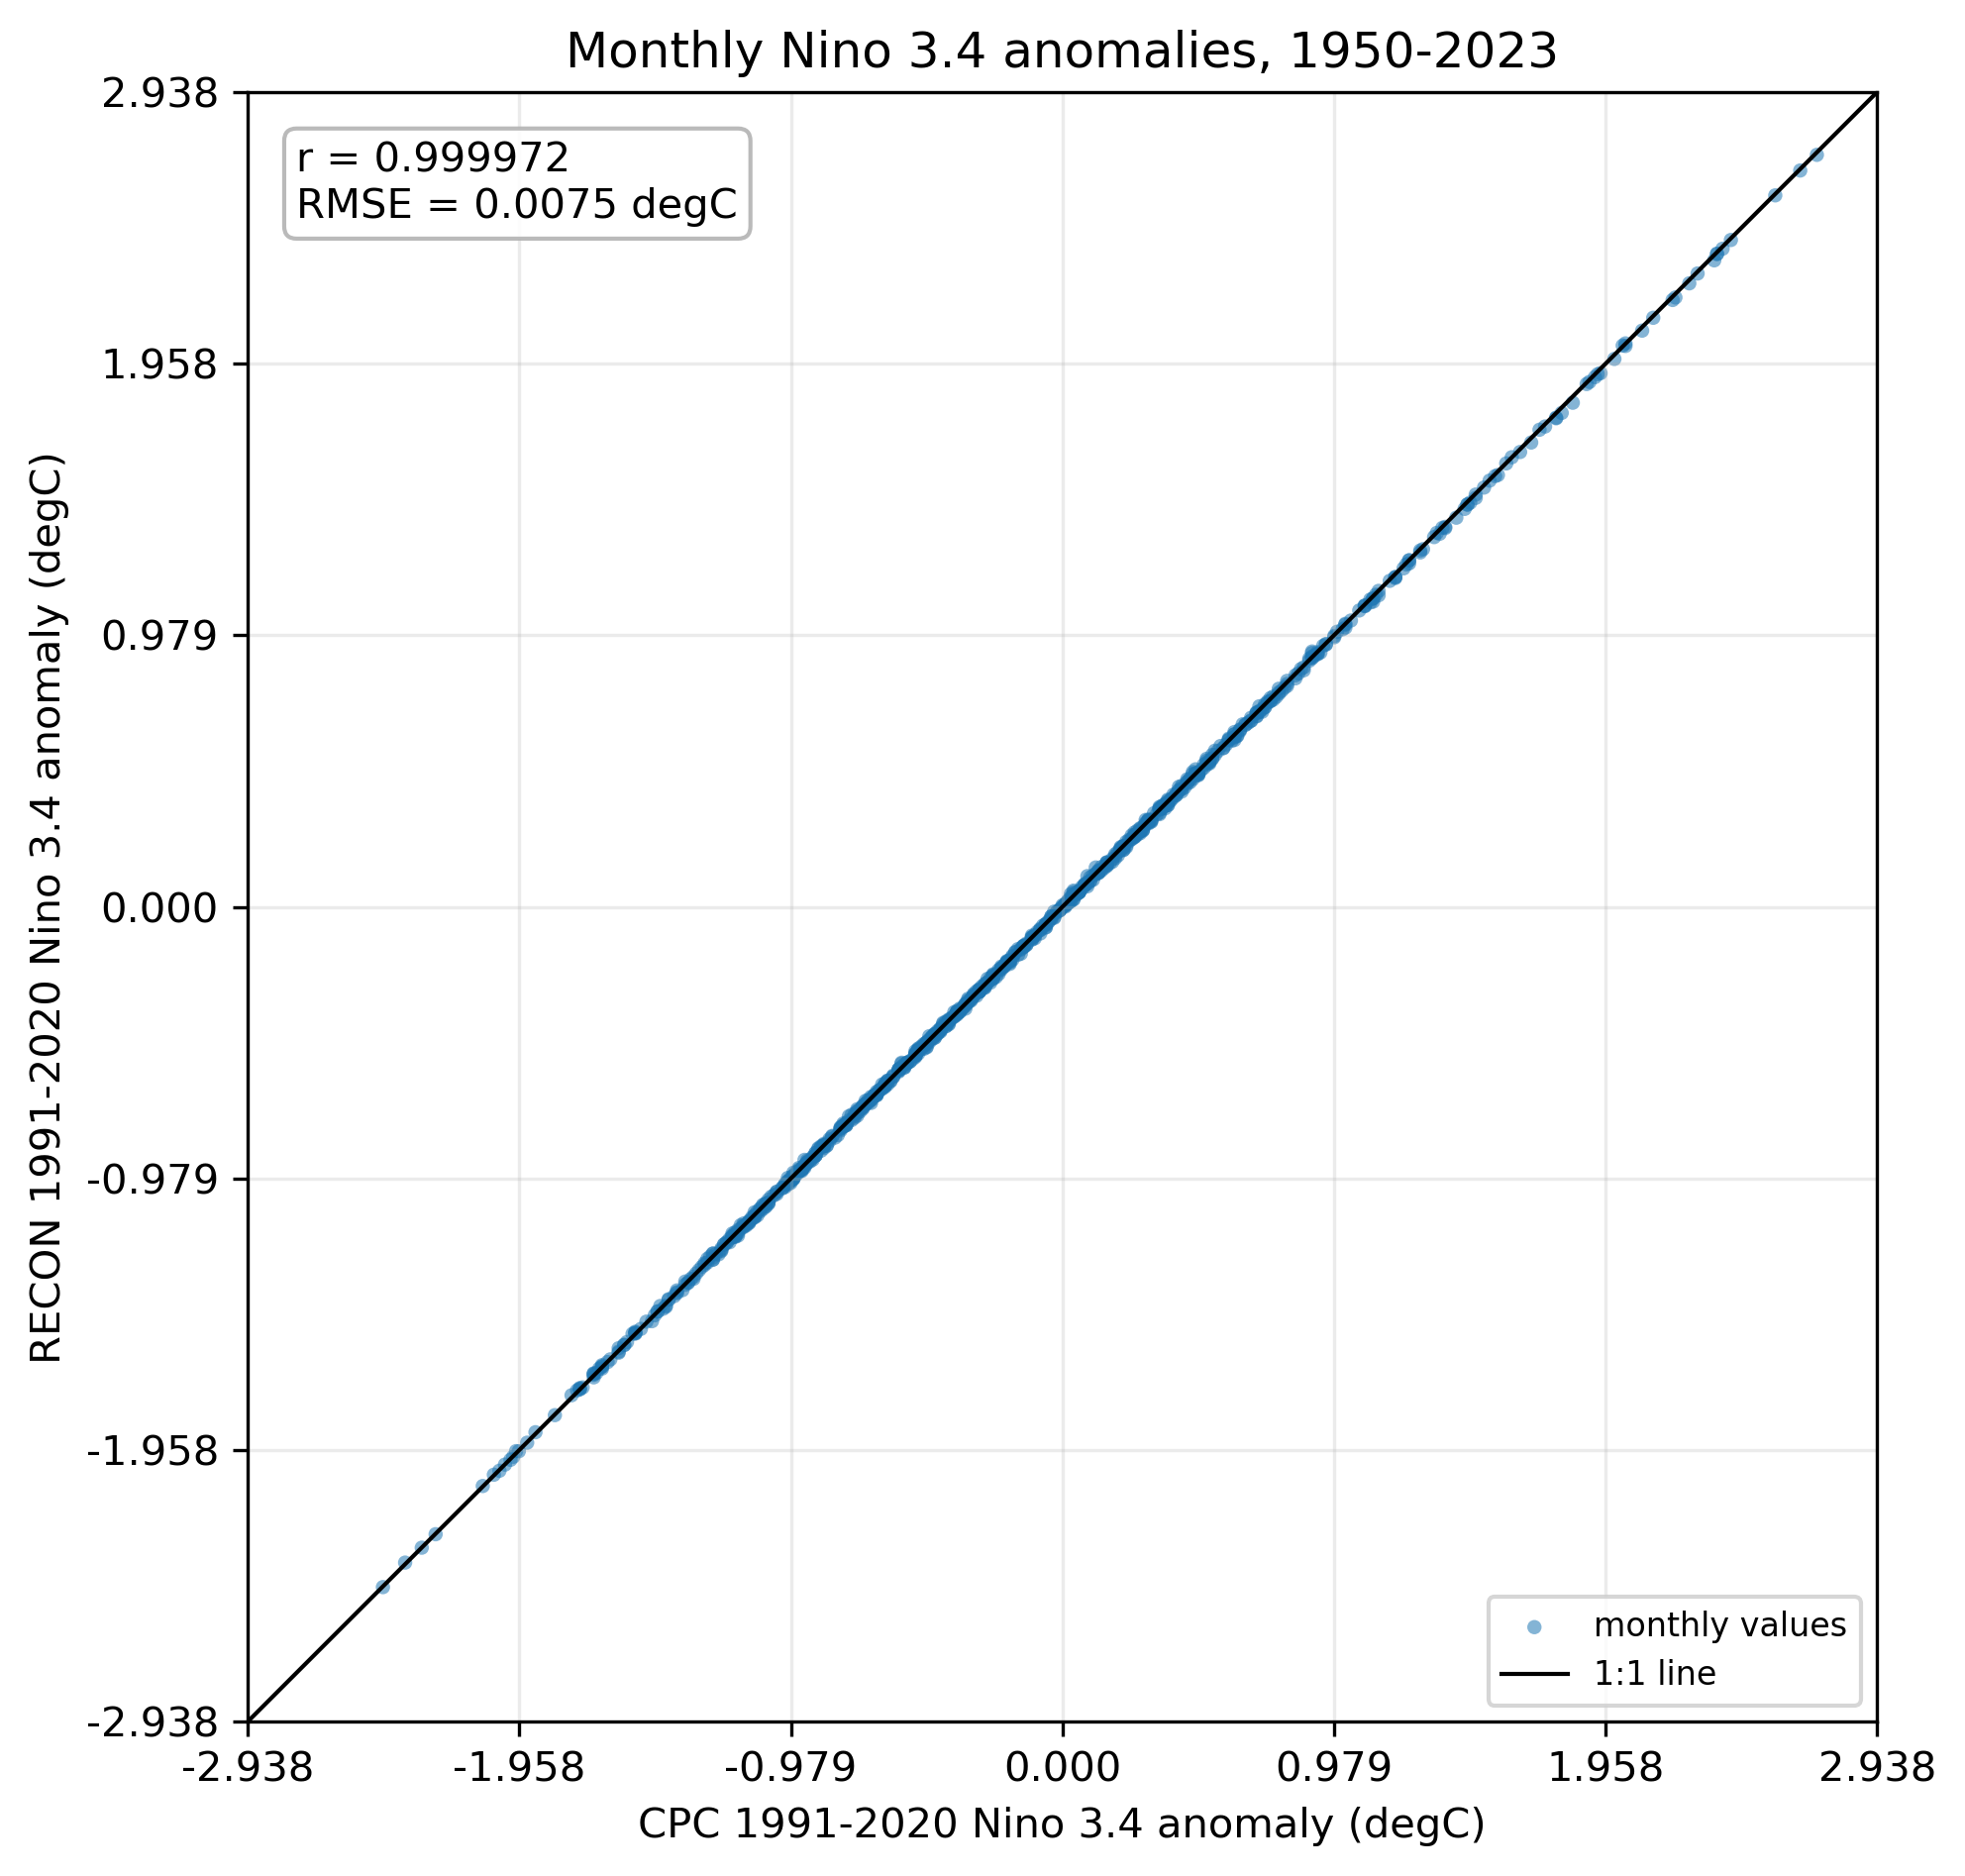 Monthly Nino 3.4 anomalies, 1950-2023
r = 0.999972
RMSE = 0.0075 degC
RECON 1991-2020 Nino 3.4 anomaly (degC)
2.938
1.958
0.979
0.000
-0.979
-1.958
-2.938
monthly values
1:1 line
-2.938 -1.958 -0.979 0.000 0.979 1.958 2.938
CPC 1991-2020 Nino 3.4 anomaly (degC)